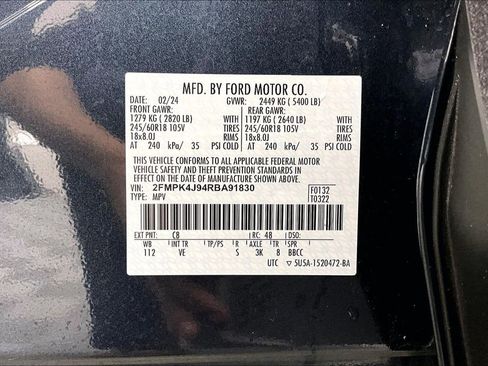 MFD. BY FORD MOTOR CO.
DATE: 02/24 GVWR: 2449 KG ( 5400 LB)
FRONT GAWR: REAR GAWR:
1279 KG ( 2820 LB) WITH 1197 KG ( 2640 LB) WITH
245/60R18 105V TIRES 245/60R18 105V TIRES
18x8.0J RIMS 18x8.0J RIMS
AT 240 kPa/ 35 PSI COLD AT 240 kPa/ 35 PSI COLD
THIS VEHICLE CONFORMS TO ALL APPLICABLE FEDERAL MOTOR
VEHICLE SAFETY AND THEFT PREVENTION STANDARDS IN
EFFECT ON THE DATE OF MANUFACTURE SHOWN ABOVE.
VIN: 2FMPK4J94RBA91830 F0132
TYPE: MPV T0322
EXT PNT: C8 RC: 48 DSO:
WB INT TR TP/PS R AXLE TR SPR
112 VE S 3K 8 BBCC
UTC ▽ 5U5A-1520472-BA